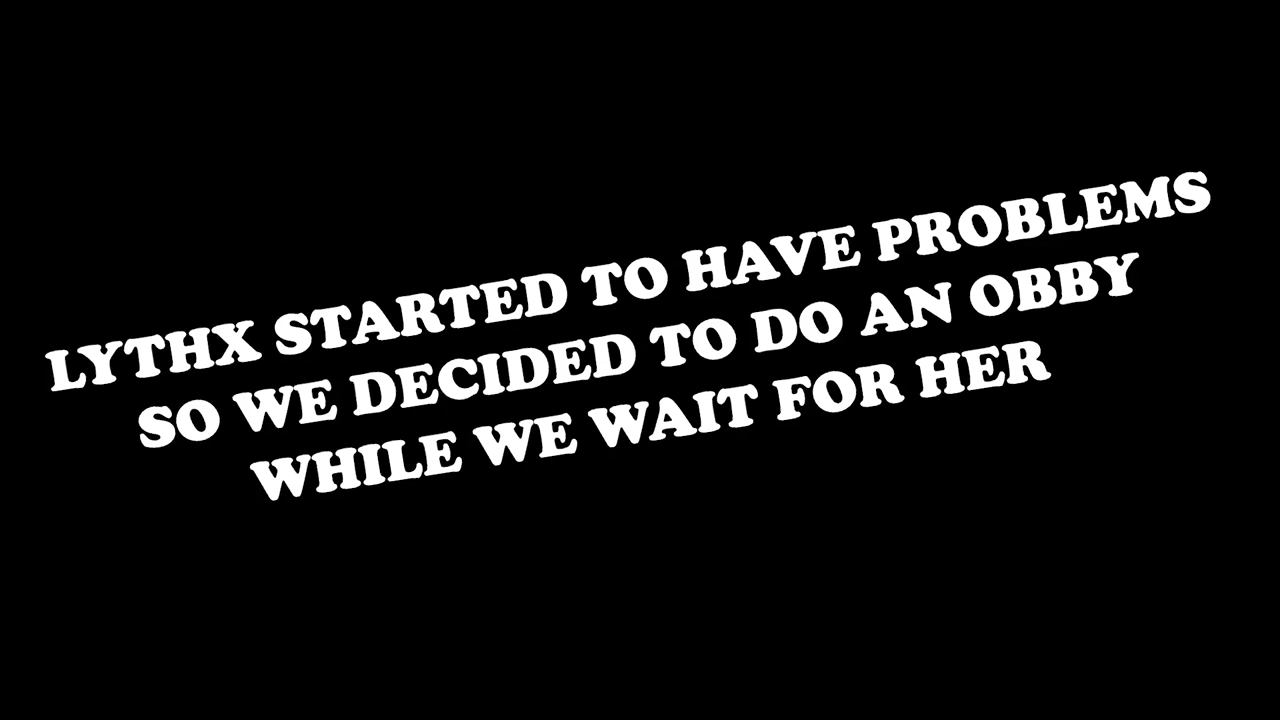 LYTHX STARTED TO HAVE PROBLEMS
SO WE DECIDED TO DO AN OBBY
WHILE WE WAIT FOR HER